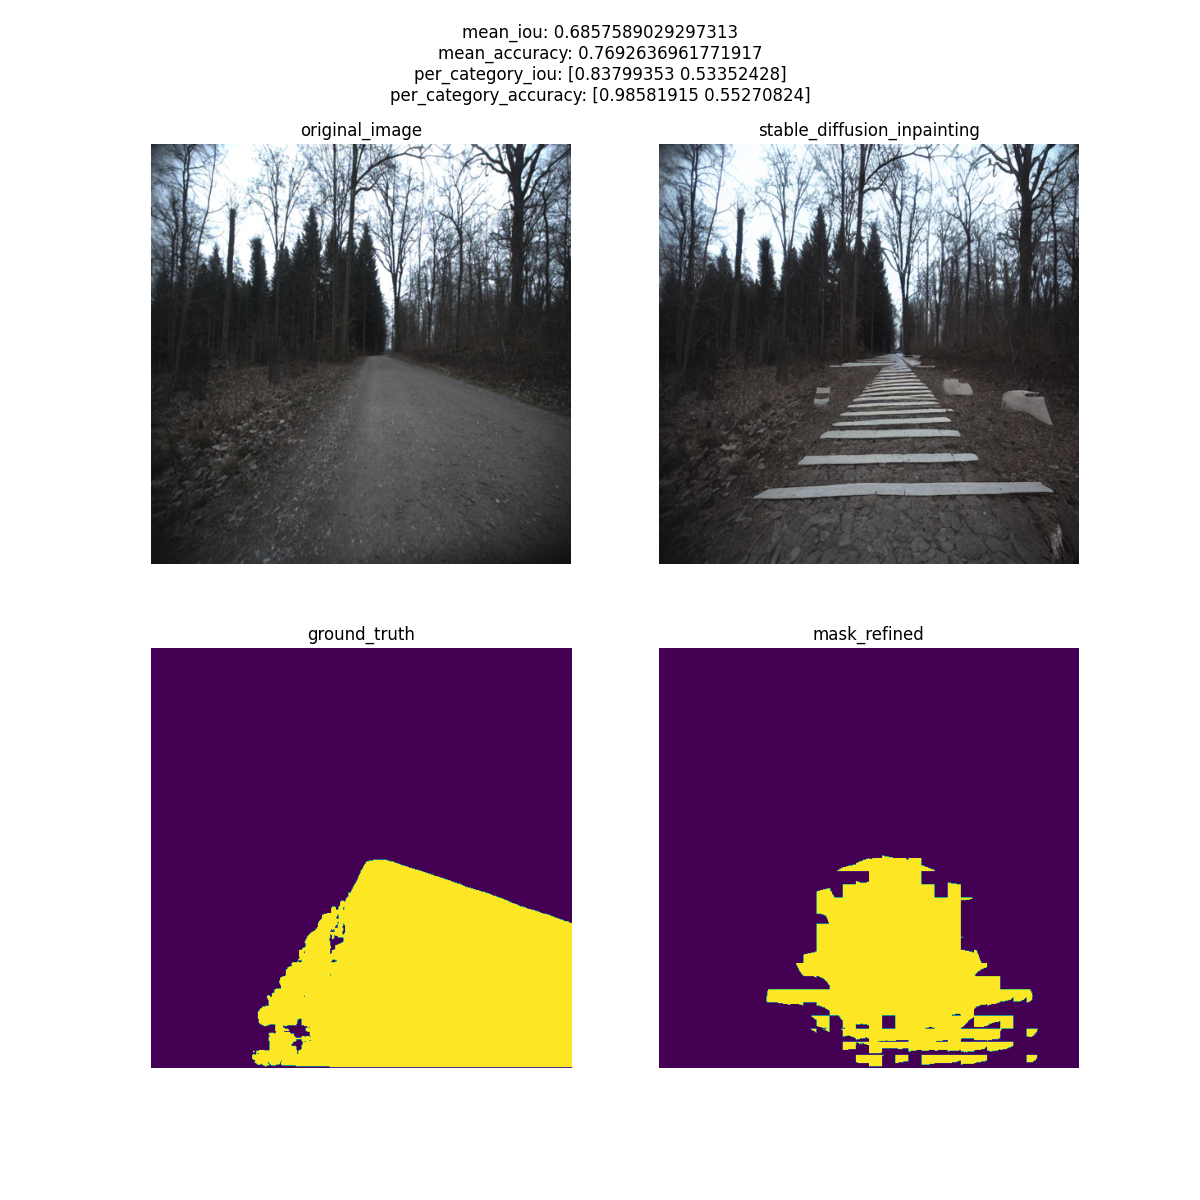 mean_iou: 0.6857589029297313
mean_accuracy: 0.7692636961771917
per_category_iou: [0.83799353 0.53352428]
per_category_accuracy: [0.98581915 0.55270824]
original_image
stable_diffusion_inpainting
ground_truth
mask_refined